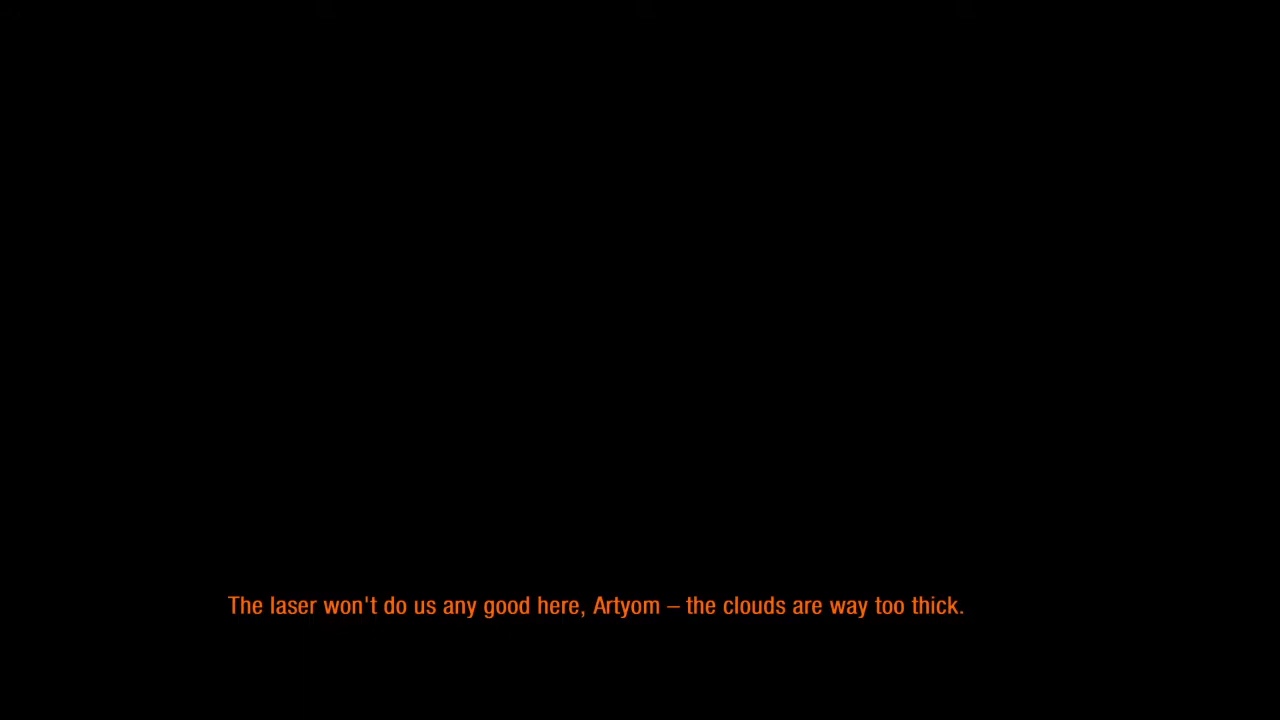 The laser won't do us any good here, Artyom – the clouds are way too thick.